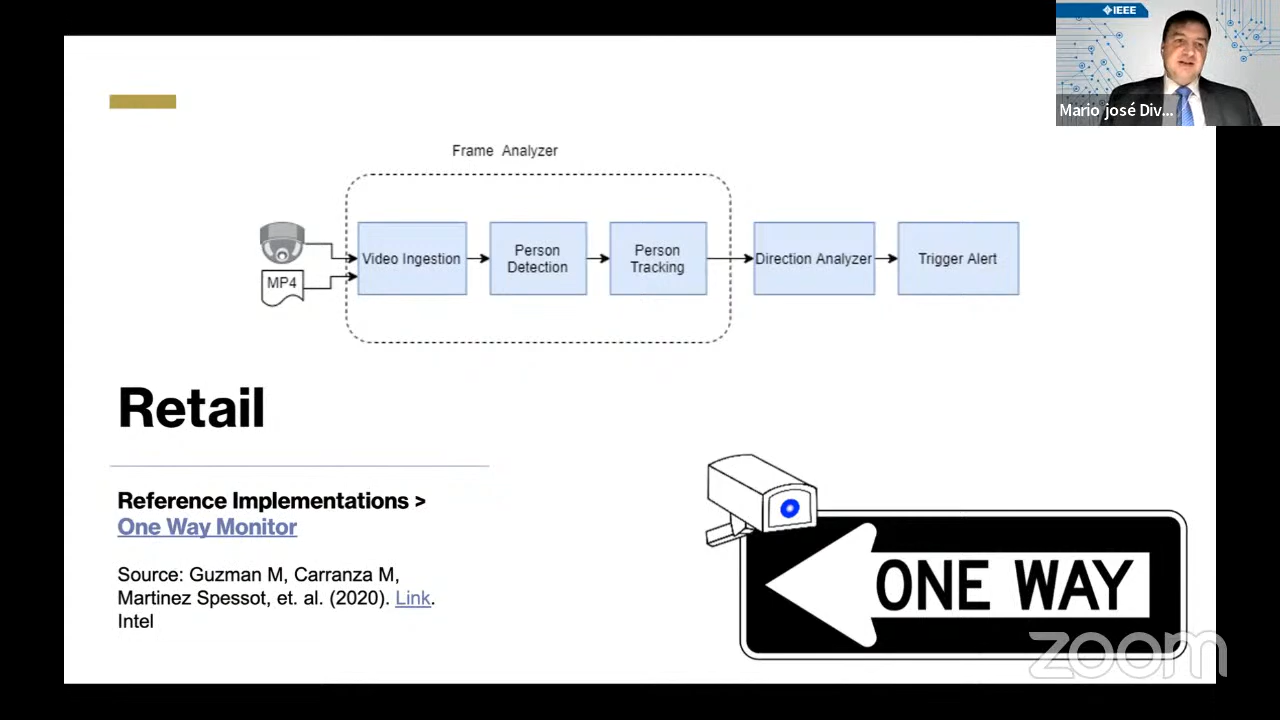 IEEE
Mario josé Div...
Frame Analyzer
MP4
Video Ingestion
Person
Detection
Person
Tracking
Direction Analyzer
Trigger Alert
Retail
Reference Implementations >
One Way Monitor
Source: Guzman M, Carranza M,
Martinez Spessot, et. al. (2020). Link.
Intel
ONE WAY
zoom